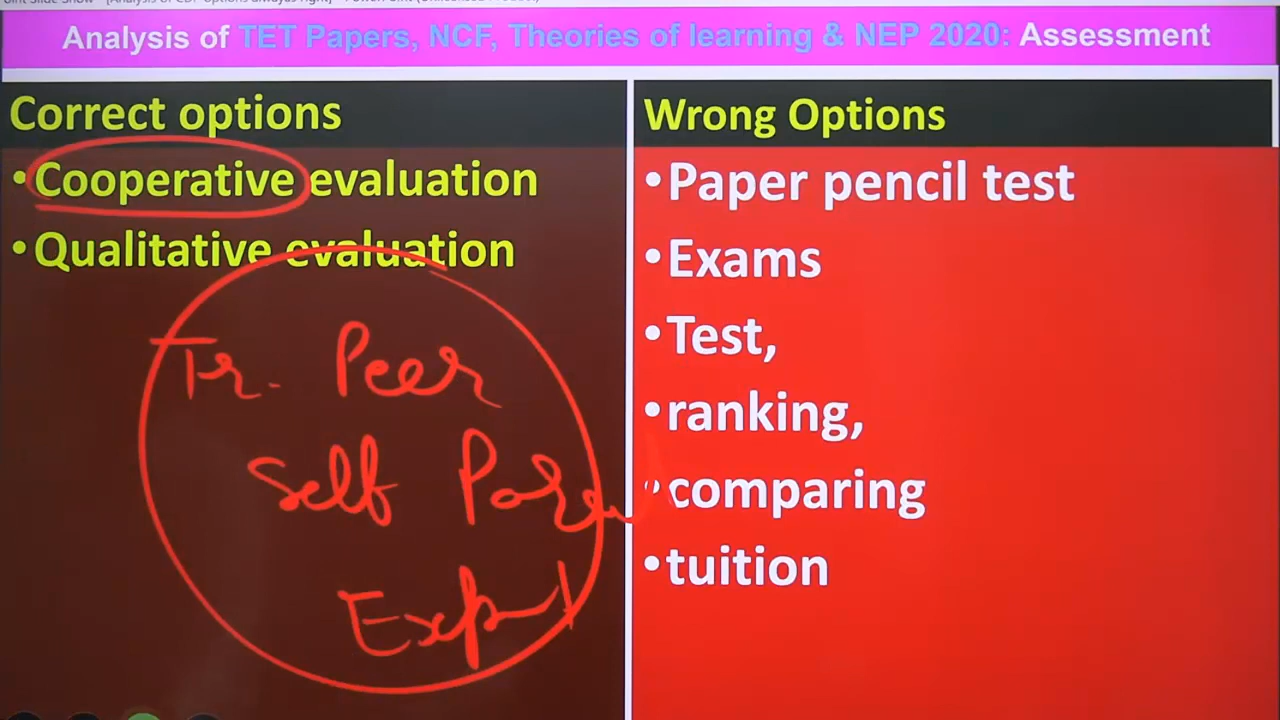 Analysis of TET Papers, NCF, Theories of learning & NEP 2020: Assessment
Correct options
•Cooperative evaluation
•Qualitative evaluation
Tr. Peer
Self
Wrong Options
•Paper pencil test
•Exams
•Test,
•ranking,
•comparing
•tuition